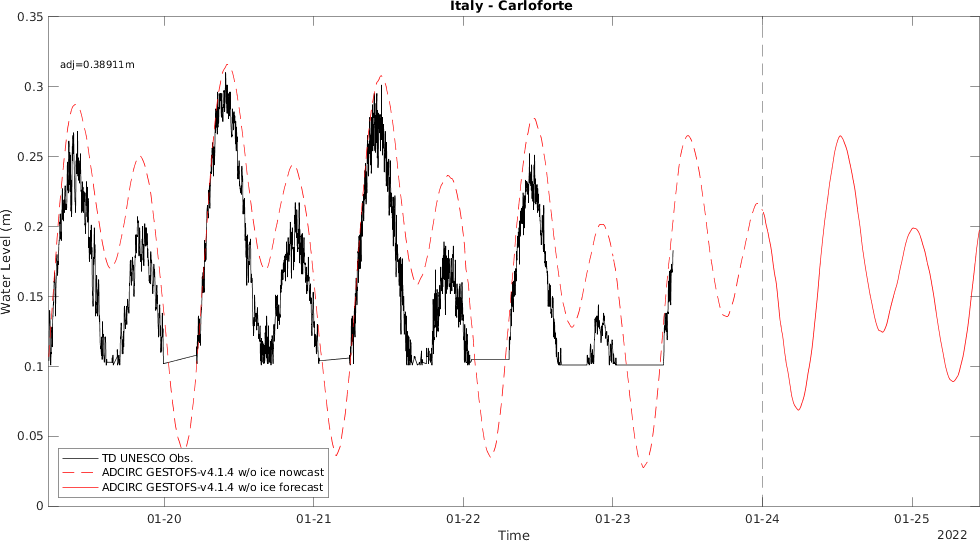 Italy - Carloforte
0.35
adj=0.38911m
0.3
0.25
0.2
0.15
0.1
0.05
0
Water Level (m)
TD UNESCO Obs.
ADCIRC GESTOFS-v4.1.4 w/o ice nowcast
ADCIRC GESTOFS-v4.1.4 w/o ice forecast
01-20 01-21 01-22 01-23 01-24 01-25
Time
2022